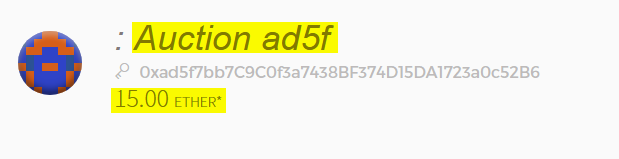 : Auction ad5f
0xad5f7bb7C9C0f3a7438BF374D15DA1723a0c52B6
15.00 ETHER*